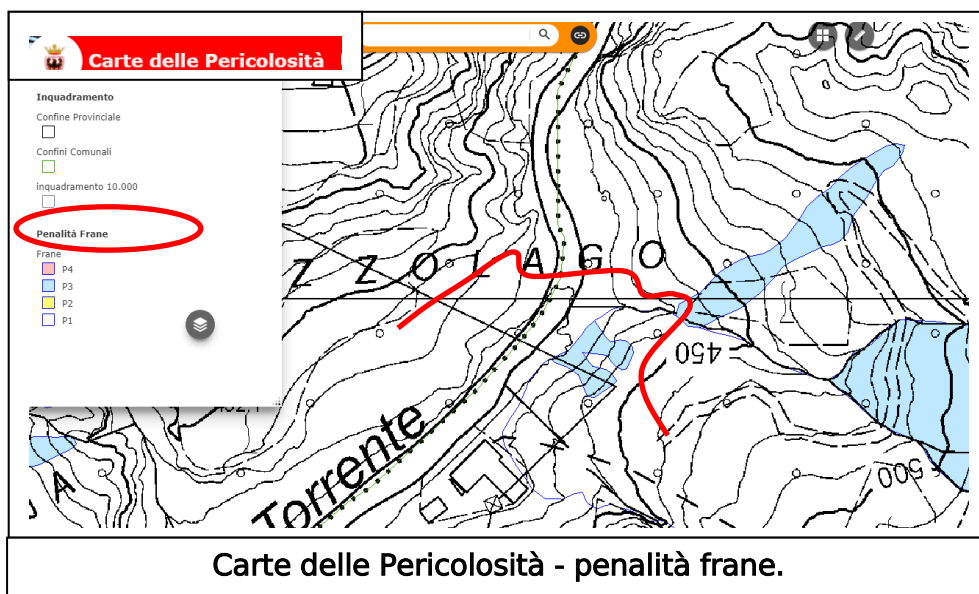 Carte delle Pericolosità
Inquadramento
Confine Provinciale
Confini Comunali
inquadramento 10.000
Penalità Frane
Frane
P4
P3
P2
P1
ZZOLAGO
450
500
Torrente
A
Carte delle Pericolosità - penalità frane.